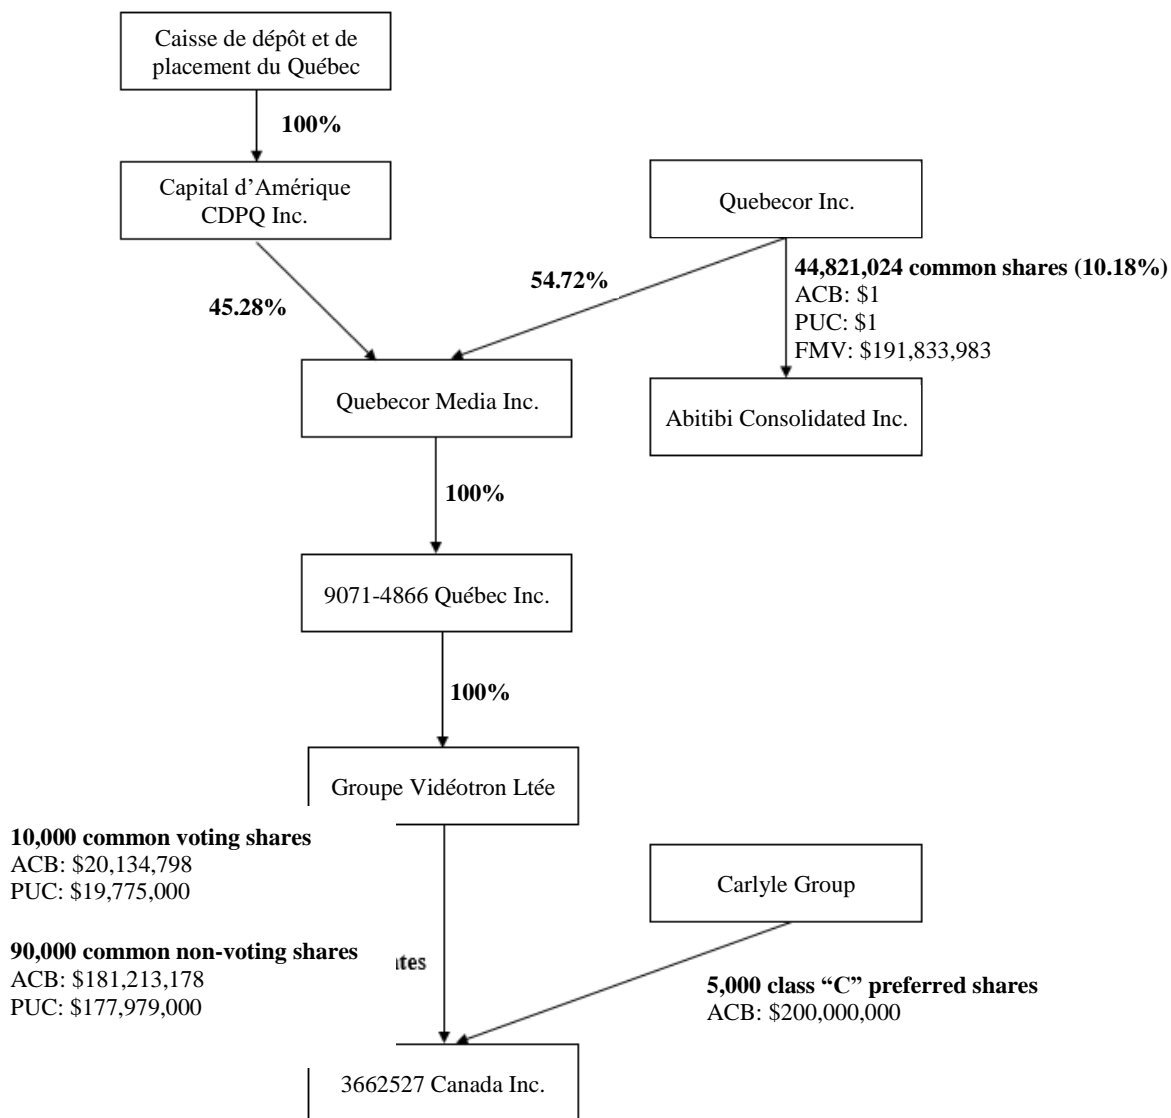 Caisse de dépôt et de
placement du Québec
100%
Capital d’Amérique
CDPQ Inc.
Quebecor Inc.
45.28%
54.72%
44,821,024 common shares (10.18%)
ACB: $1
PUC: $1
FMV: $191,833,983
Quebecor Media Inc.
Abitibi Consolidated Inc.
100%
9071-4866 Québec Inc.
100%
Groupe Vidéotron Ltée
10,000 common voting shares
ACB: $20,134,798
PUC: $19,775,000
Carlyle Group
90,000 common non-voting shares
ACB: $181,213,178
PUC: $177,979,000
5,000 class “C” preferred shares
ACB: $200,000,000
3662527 Canada Inc.